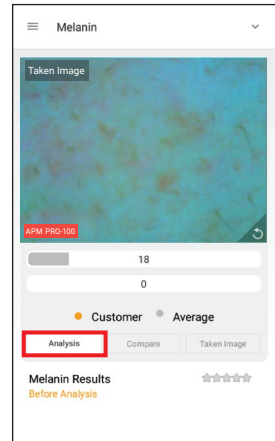 Melanin
Taken Image
APM PRO-100
18
0
Customer Average
Analysis Compare Taken Image
Melanin Results
Before Analysis